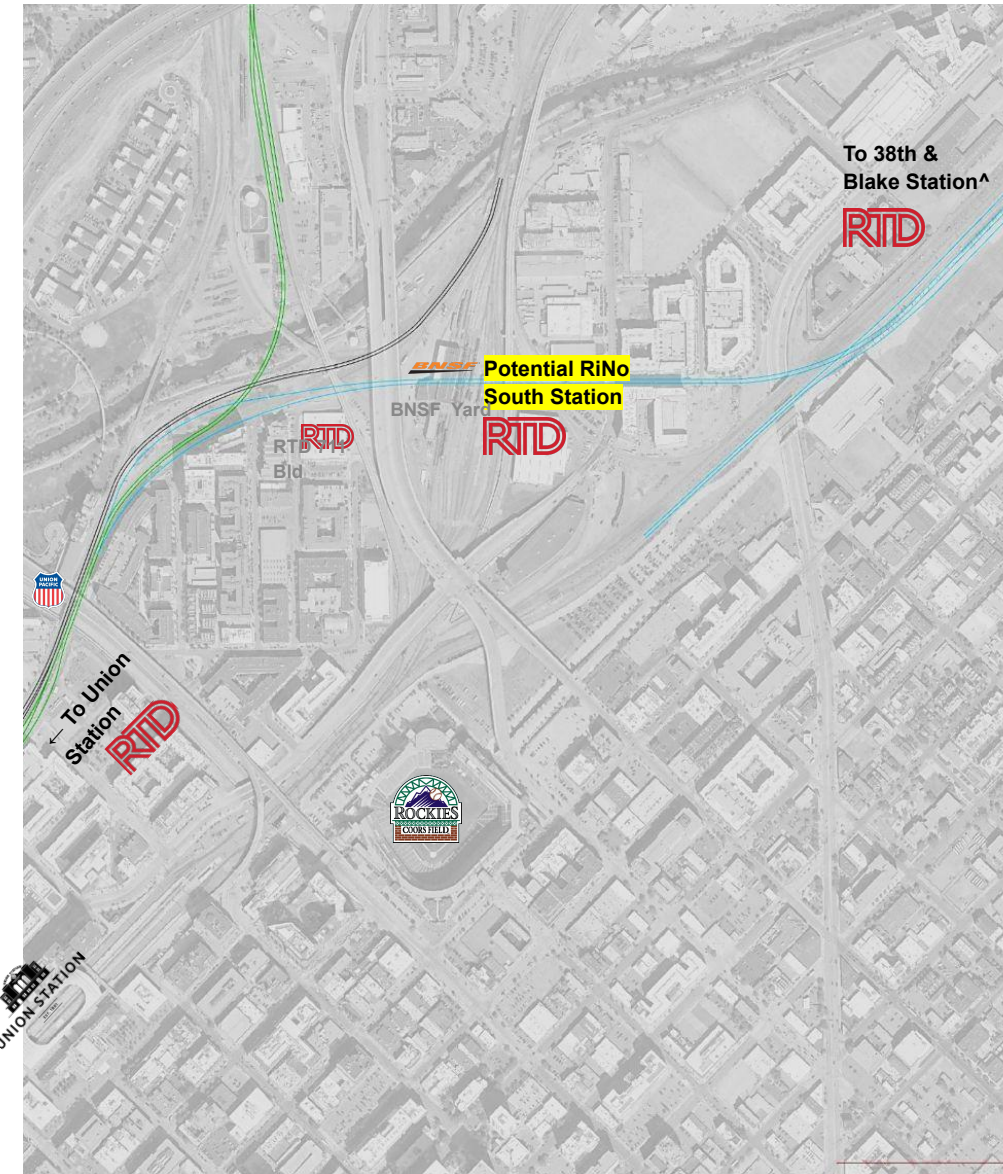 To 38th &
Blake Station^
RTD
BNSF
Potential RiNo
South Station
BNSF Yard
RTD
RTD
RTD 711
Bld
UNION
PACIFIC
← To Union
Station
RTD
ROCKIES
COORS FIELD
UNION STATION